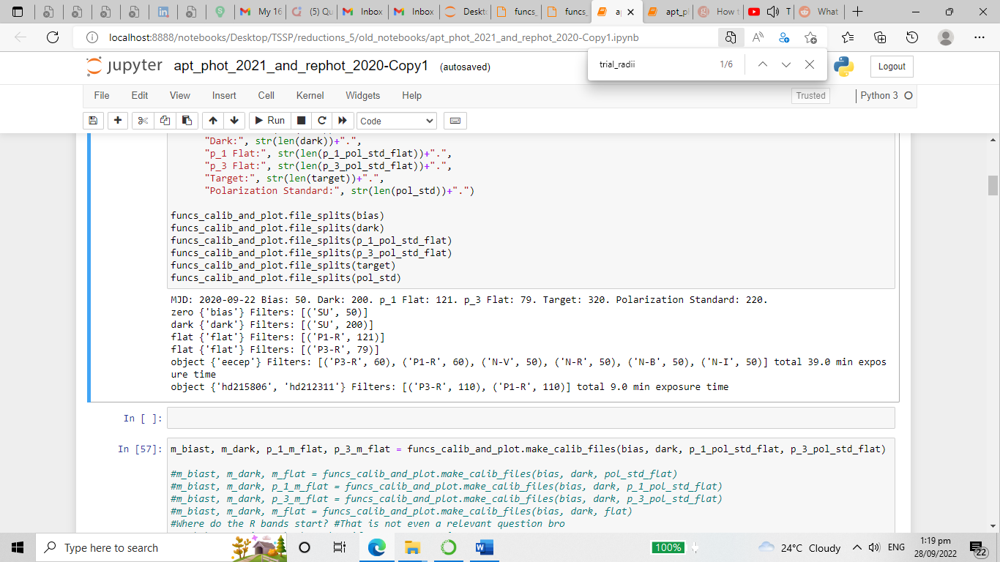 My 16
(5) Qu
Inbox
Inbox
Deskto
funcs_
funcs_
ap
apt_pl
How t
T
What
localhost:8888/notebooks/Desktop/TSSP/reductions_5/old_notebooks/apt_phot_2021_and_rephot_2020-Copy1.ipynb
trial_radii 1/6
jupyter apt_phot_2021_and_rephot_2020-Copy1 (autosaved)
Logout
File Edit View Insert Cell Kernel Widgets Help
Trusted Python 3
Run Code
"Dark:", str(len(dark))+".",
"p_1 Flat:", str(len(p_1_pol_std_flat))+".",
"p_3 Flat:", str(len(p_3_pol_std_flat))+".",
"Target:", str(len(target))+".",
"Polarization Standard:", str(len(pol_std))+".")
funcs_calib_and_plot.file_splits(bias)
funcs_calib_and_plot.file_splits(dark)
funcs_calib_and_plot.file_splits(p_1_pol_std_flat)
funcs_calib_and_plot.file_splits(p_3_pol_std_flat)
funcs_calib_and_plot.file_splits(target)
funcs_calib_and_plot.file_splits(pol_std)
MJD: 2020-09-22 Bias: 50. Dark: 200. p_1 Flat: 121. p_3 Flat: 79. Target: 320. Polarization Standard: 220.
zero {'bias'} Filters: [('SU', 50)]
dark {'dark'} Filters: [('SU', 200)]
flat {'flat'} Filters: [('P1-R', 121)]
flat {'flat'} Filters: [('P3-R', 79)]
object {'eecep'} Filters: [('P3-R', 60), ('P1-R', 60), ('N-V', 50), ('N-R', 50), ('N-B', 50), ('N-I', 50)] total 39.0 min expos
ure time
object {'hd215806', 'hd212311'} Filters: [('P3-R', 110), ('P1-R', 110)] total 9.0 min exposure time
In [ ]:
In [57]: m_biast, m_dark, p_1_m_flat, p_3_m_flat = funcs_calib_and_plot.make_calib_files(bias, dark, p_1_pol_std_flat, p_3_pol_std_flat)
#m_biast, m_dark, m_flat = funcs_calib_and_plot.make_calib_files(bias, dark, pol_std_flat)
#m_biast, m_dark, p_1_m_flat = funcs_calib_and_plot.make_calib_files(bias, dark, p_1_pol_std_flat)
#m_biast, m_dark, p_3_m_flat = funcs_calib_and_plot.make_calib_files(bias, dark, p_3_pol_std_flat)
#m_biast, m_dark, m_flat = funcs_calib_and_plot.make_calib_files(bias, dark, flat)
#Where do the R bands start? #That is not even a relevant question bro
Type here to search
100%
24°C Cloudy
ENG
1:19 pm
28/09/2022
22